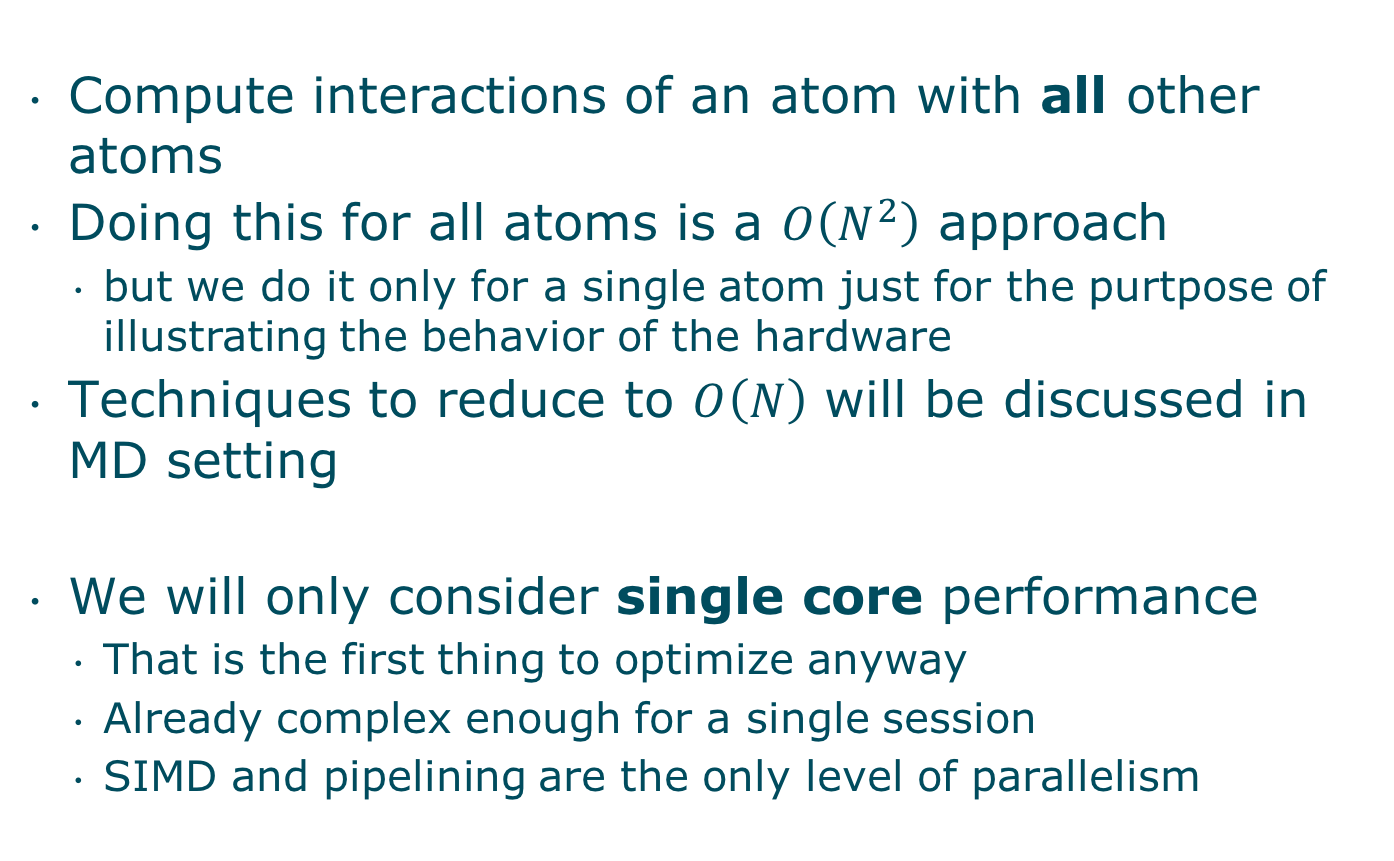 · Compute interactions of an atom with all other
atoms
· Doing this for all atoms is a O(N²) approach
· but we do it only for a single atom just for the purtpose of
illustrating the behavior of the hardware
· Techniques to reduce to O(N) will be discussed in
MD setting
· We will only consider single core performance
· That is the first thing to optimize anyway
· Already complex enough for a single session
· SIMD and pipelining are the only level of parallelism